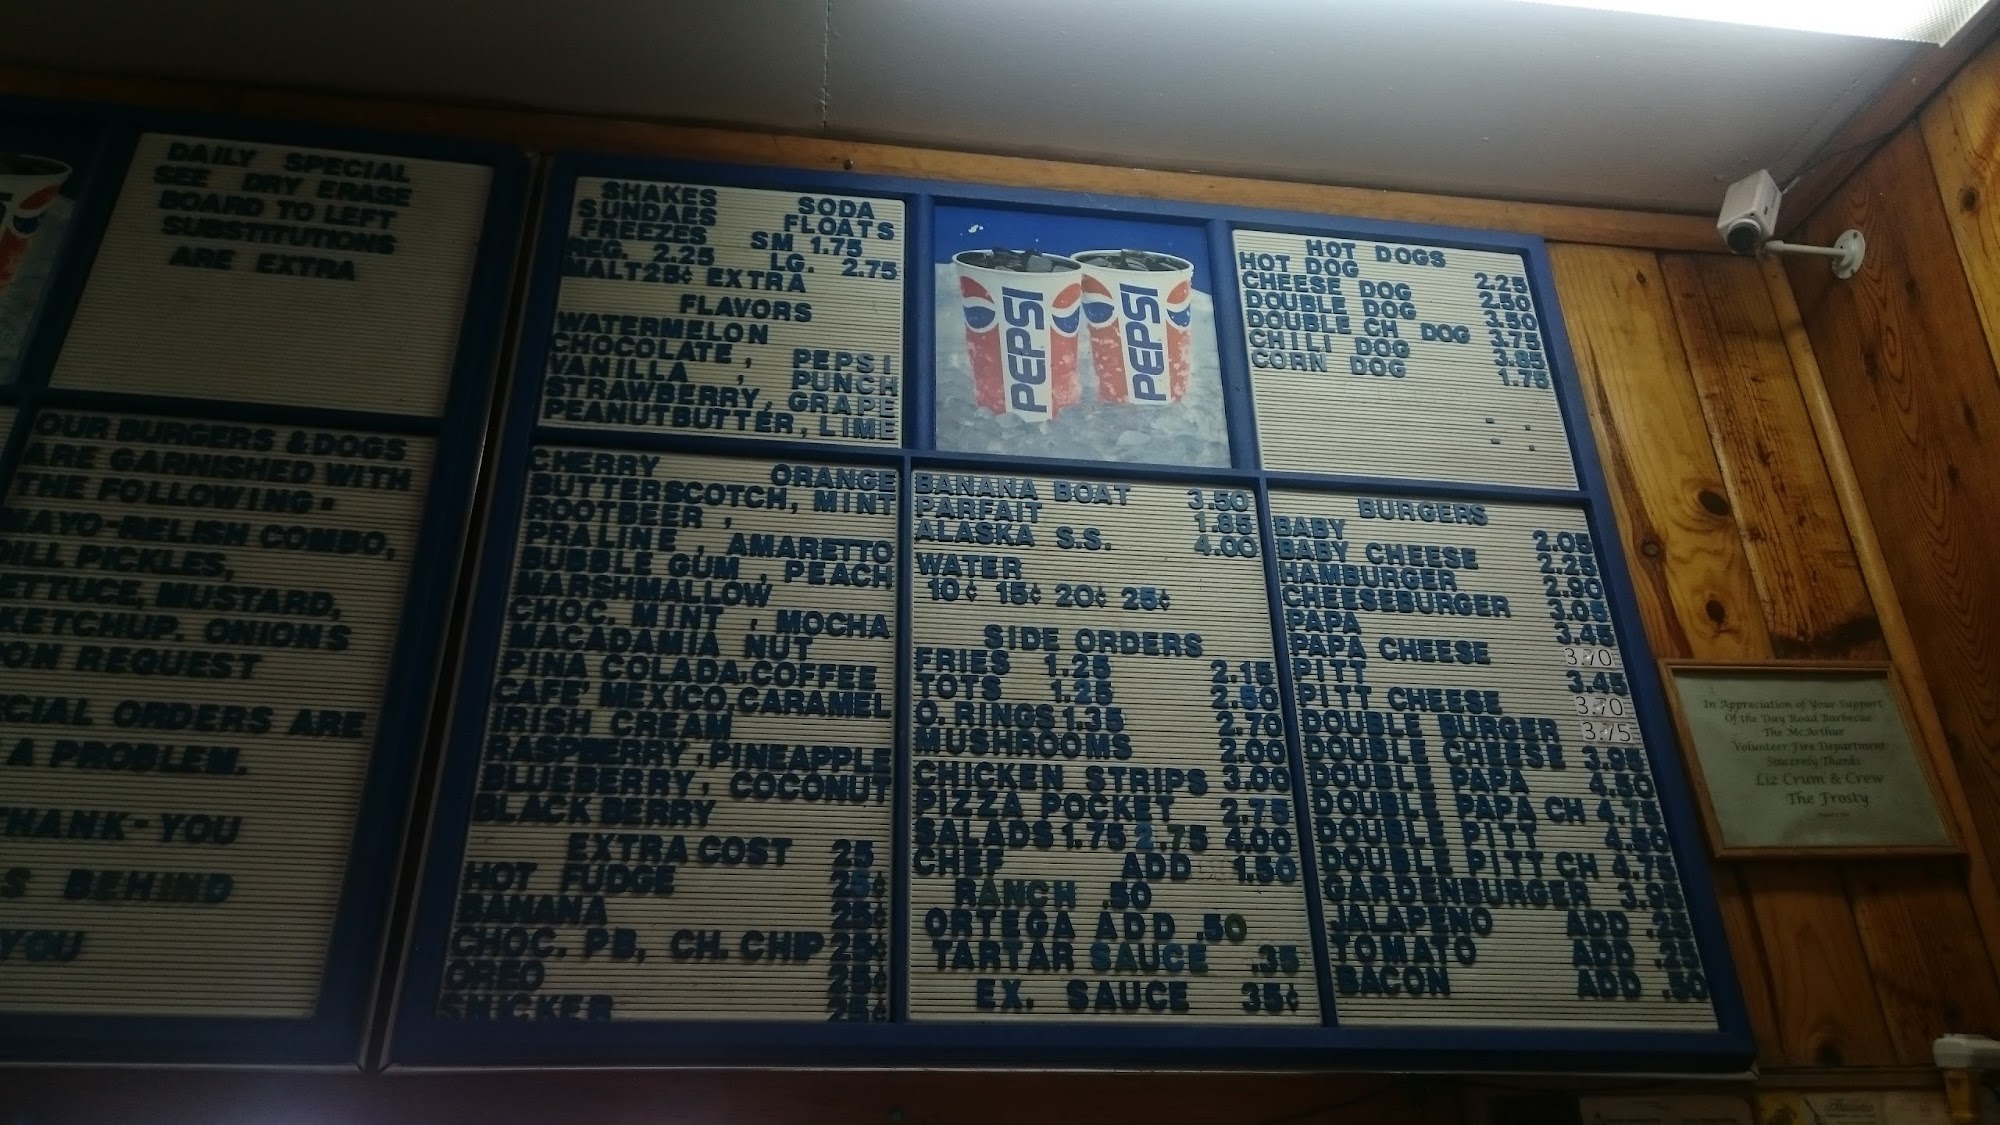 DAILY SPECIAL
SEE DRY ERASE
BOARD TO LEFT
SUBSTITUTIONS
ARE EXTRA
OUR BURGERS & DOGS
ARE GARNISHED WITH
THE FOLLOWING:
MAYO-RELISH COMBO,
DILL PICKLES,
LETTUCE, MUSTARD,
KETCHUP. ONIONS
ON REQUEST
ECIAL ORDERS ARE
A PROBLEM.
THANK-YOU
S BEHIND
YOU
SHAKES
SUNDAES
FREEZES
REG. 2.25
MALT 25¢ EXTRA
SODA
FLOATS
SM 1.75
LG. 2.75
FLAVORS
WATERMELON
CHOCOLATE, PEPSI
VANILLA, PUNCH
STRAWBERRY, GRAPE
PEANUTBUTTER, LIME
CHERRY ORANGE
BUTTERSCOTCH, MINT
ROOTBEER,
PRALINE, AMARETTO
BUBBLE GUM, PEACH
MARSHMALLOW
CHOC. MINT, MOCHA
MACADAMIA NUT
PINA COLADA, COFFEE
CAFE' MEXICO, CARAMEL
IRISH CREAM
RASPBERRY, PINEAPPLE
BLUEBERRY, COCONUT
BLACKBERRY
EXTRA COST 25
HOT FUDGE 25¢
BANANA 25¢
CHOC. PB, CH. CHIP 25¢
OREO 25¢
SNICKER 25¢
PEPSI
PEPSI
BANANA BOAT 3.50
PARFAIT 1.85
ALASKA S.S. 4.00
WATER
10¢ 15¢ 20¢ 25¢
SIDE ORDERS
FRIES 1.25 2.15
TOTS 1.25 2.50
O. RINGS 1.35 2.70
MUSHROOMS 2.00
CHICKEN STRIPS 3.00
PIZZA POCKET 2.75
SALADS 1.75 2.75 4.00
CHEF ADD 1.50
RANCH .50
ORTEGA ADD .50
TARTAR SAUCE .35
EX. SAUCE 35¢
HOT DOGS
HOT DOG 2.25
CHEESE DOG 2.50
DOUBLE DOG 3.50
DOUBLE CH DOG 3.75
CHILI DOG 3.85
CORN DOG 1.75
BURGERS
BABY 2.05
BABY CHEESE 2.25
HAMBURGER 2.90
CHEESEBURGER 3.05
PAPA 3.45
PAPA CHEESE 3.70
PITT 3.45
PITT CHEESE 3.70
DOUBLE BURGER 3.75
DOUBLE CHEESE 3.95
DOUBLE PAPA 4.50
DOUBLE PAPA CH 4.75
DOUBLE PITT 4.50
DOUBLE PITT CH 4.75
GARDENBURGER 3.95
JALAPENO ADD .25
TOMATO ADD .25
BACON ADD .50
In Appreciation of Your Support
Of the Day Road Barbecue
The McArthur
Volunteer Fire Department
Sincerely Thanks
Liz Crum & Crew
The Frosty